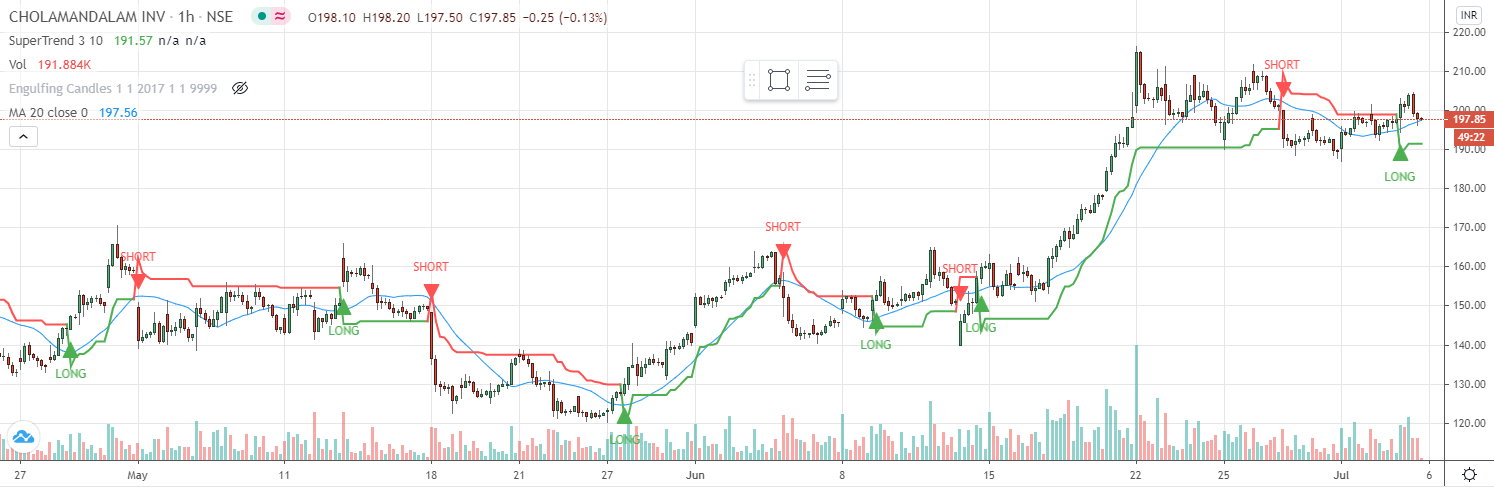 CHOLAMANDALAM INV · 1h · NSE O198.10 H198.20 L197.50 C197.85 −0.25 (−0.13%)
SuperTrend 3 10 191.57 n/a n/a
Vol 191.884K
Engulfing Candles 1 1 2017 1 1 9999
MA 20 close 0 197.56
INR
220.00
210.00
200.00
197.85
49:22
190.00
180.00
170.00
160.00
150.00
140.00
130.00
120.00
SHORT
LONG
SHORT
SHORT
SHORT
SHORT
LONG
LONG
LONG
LONG
LONG
27 May 11 18 21 27 Jun 8 15 22 25 Jul 6